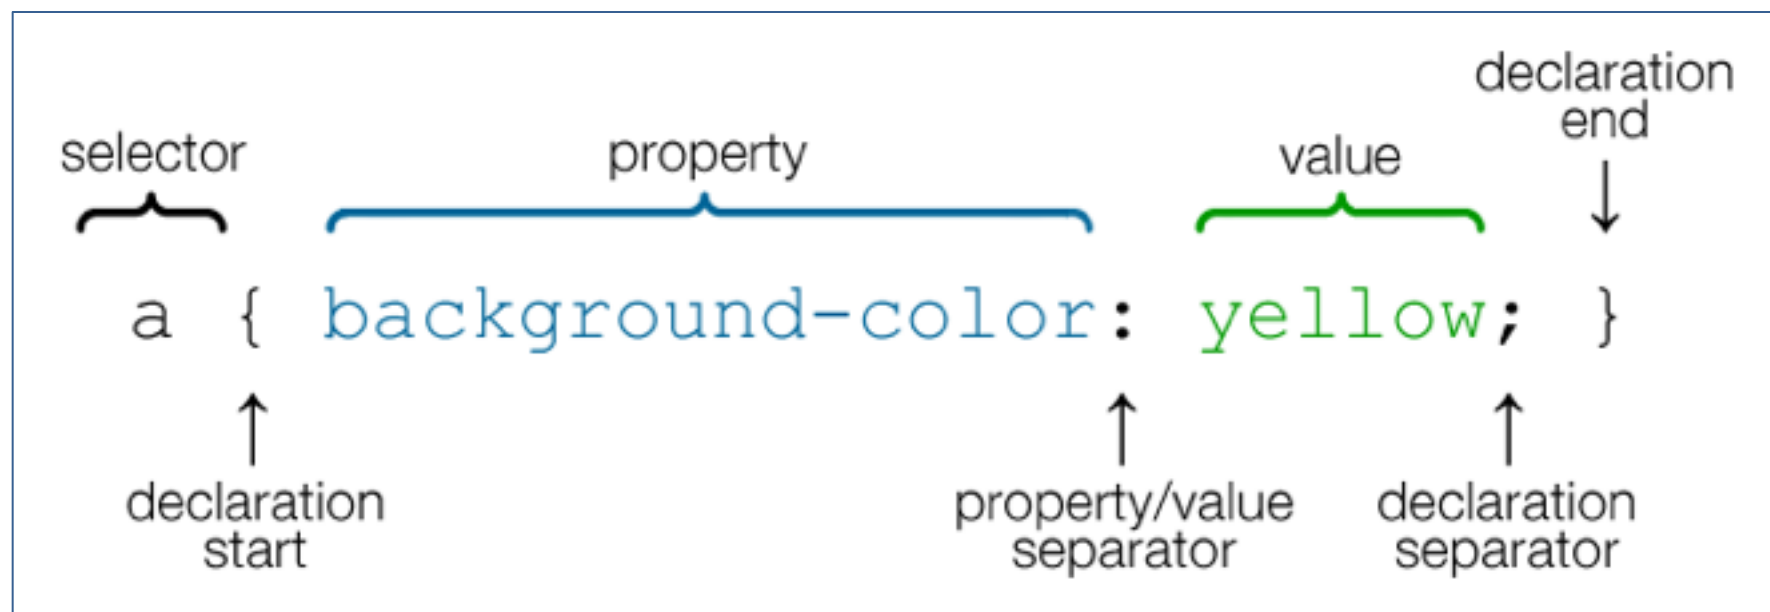 declaration
end
selector
property
value
a { background-color: yellow; }
declaration
start
property/value
separator
declaration
separator